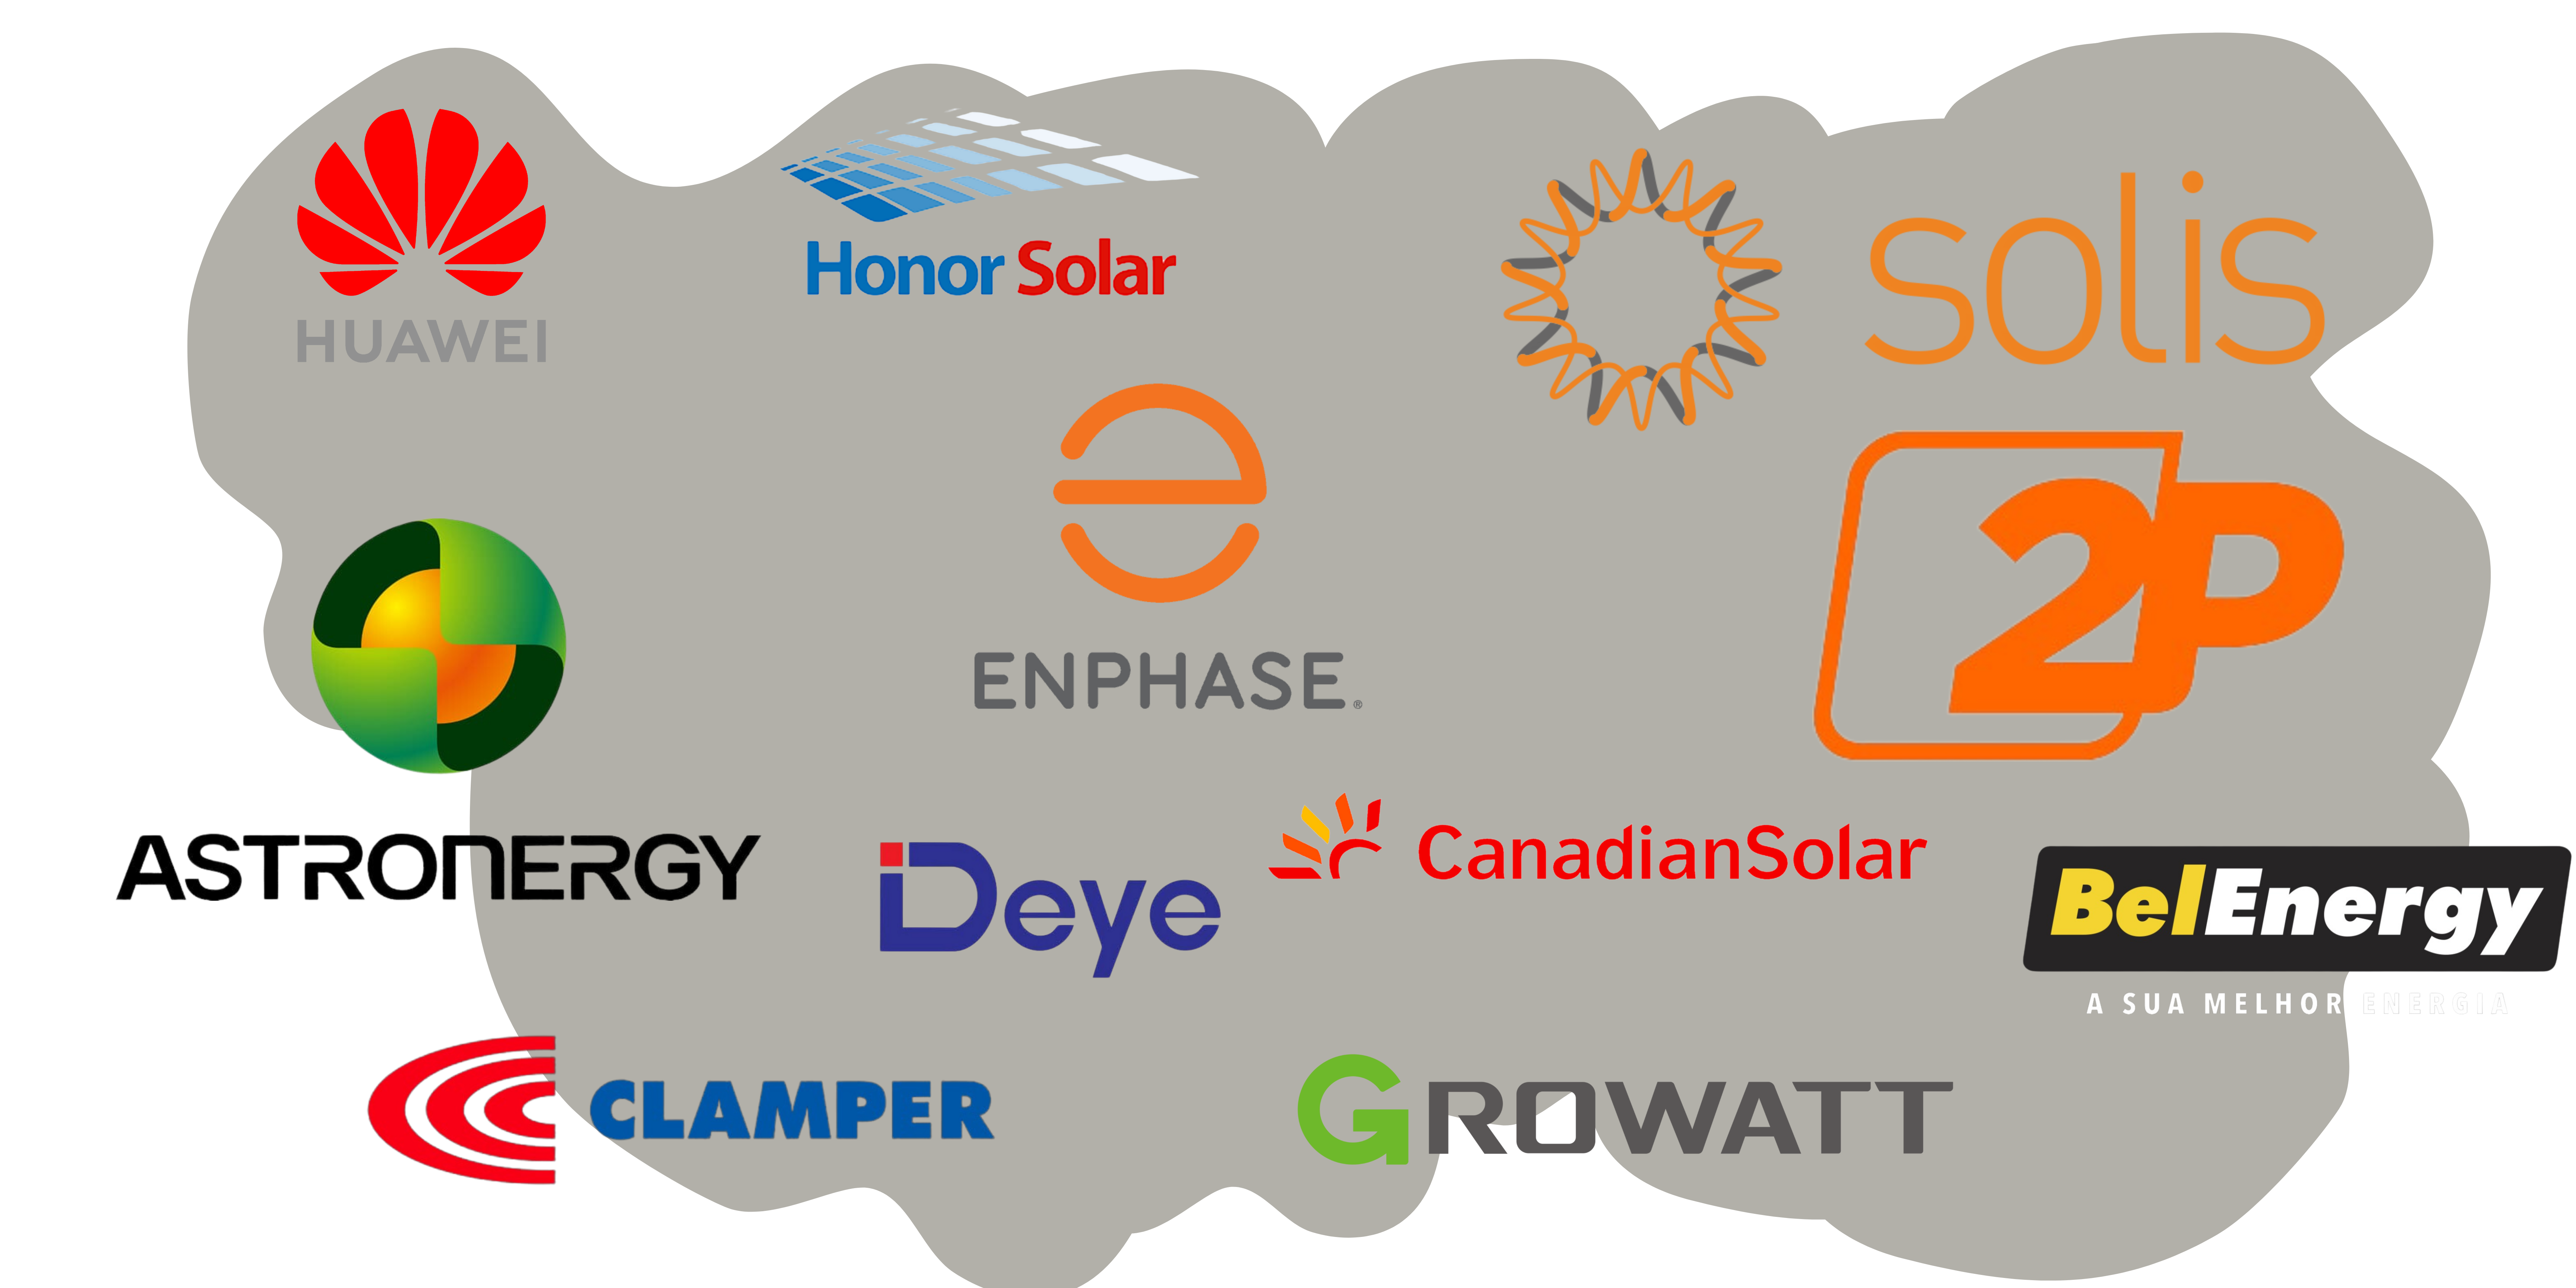 HUAWEI
Honor Solar
solis
ENPHASE®
2P
ASTRONERGY
Deye
CanadianSolar
BelEnergy
A SUA MELHOR ENERGIA
CLAMPER
GROWATT